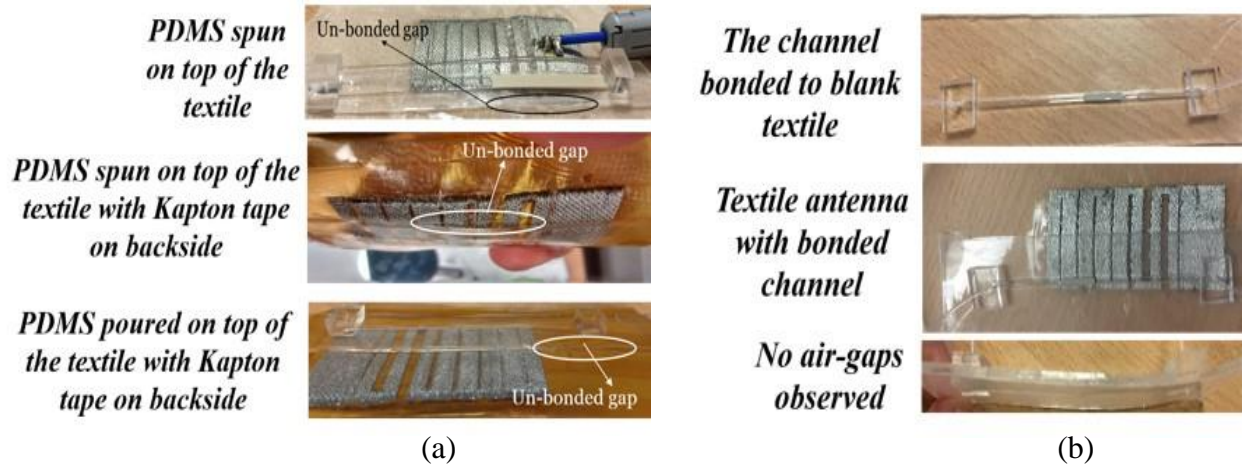 PDMS spun
on top of the
textile
Un-bonded gap
PDMS spun on top of the
textile with Kapton tape
on backside
Un-bonded gap
PDMS poured on top of
the textile with Kapton
tape on backside
Un-bonded gap
(a)
The channel
bonded to blank
textile
Textile antenna
with bonded
channel
No air-gaps
observed
(b)